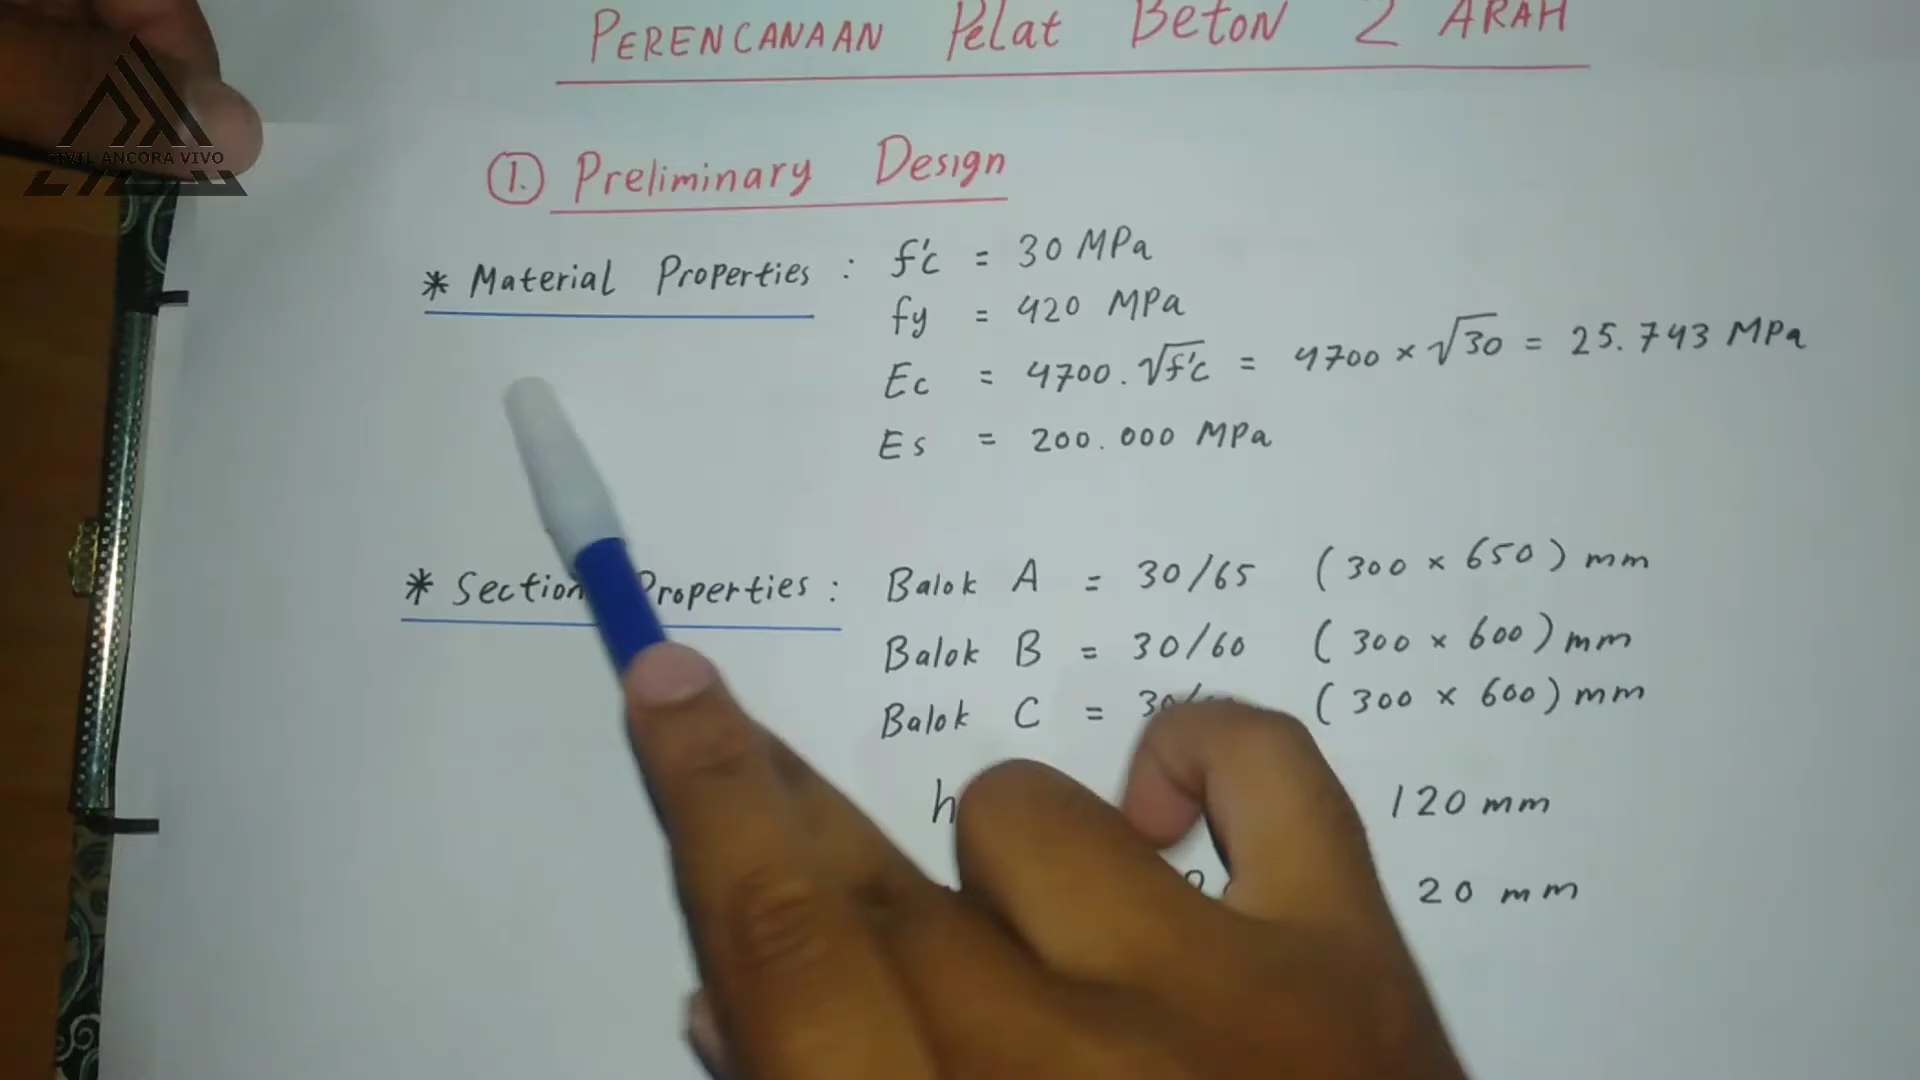 PERENCANAAN Pelat Beton 2 ARAH
CIVIL ANCORA VIVO
1. Preliminary Design
* Material Properties : f'c = 30 MPa
fy = 420 MPa
Ec = 4700 . √f'c = 4700 × √30 = 25.743 MPa
Es = 200.000 MPa
* Section Properties : Balok A = 30/65 (300 × 650) mm
Balok B = 30/60 (300 × 600) mm
Balok C = 30/ (300 × 600) mm
h 120 mm
20 mm